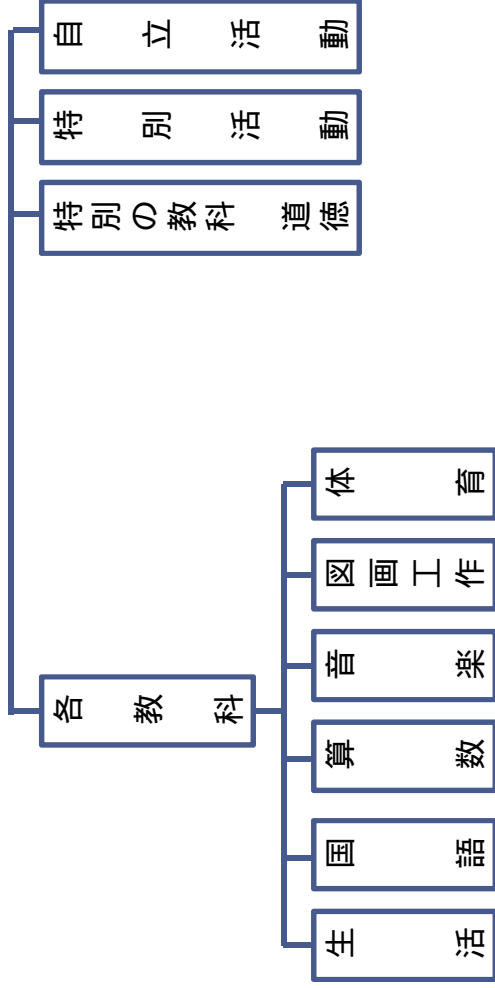 各教科
特別の教科　道徳
特別活動
自立活動
生活
国語
算数
音楽
図画工作
体育